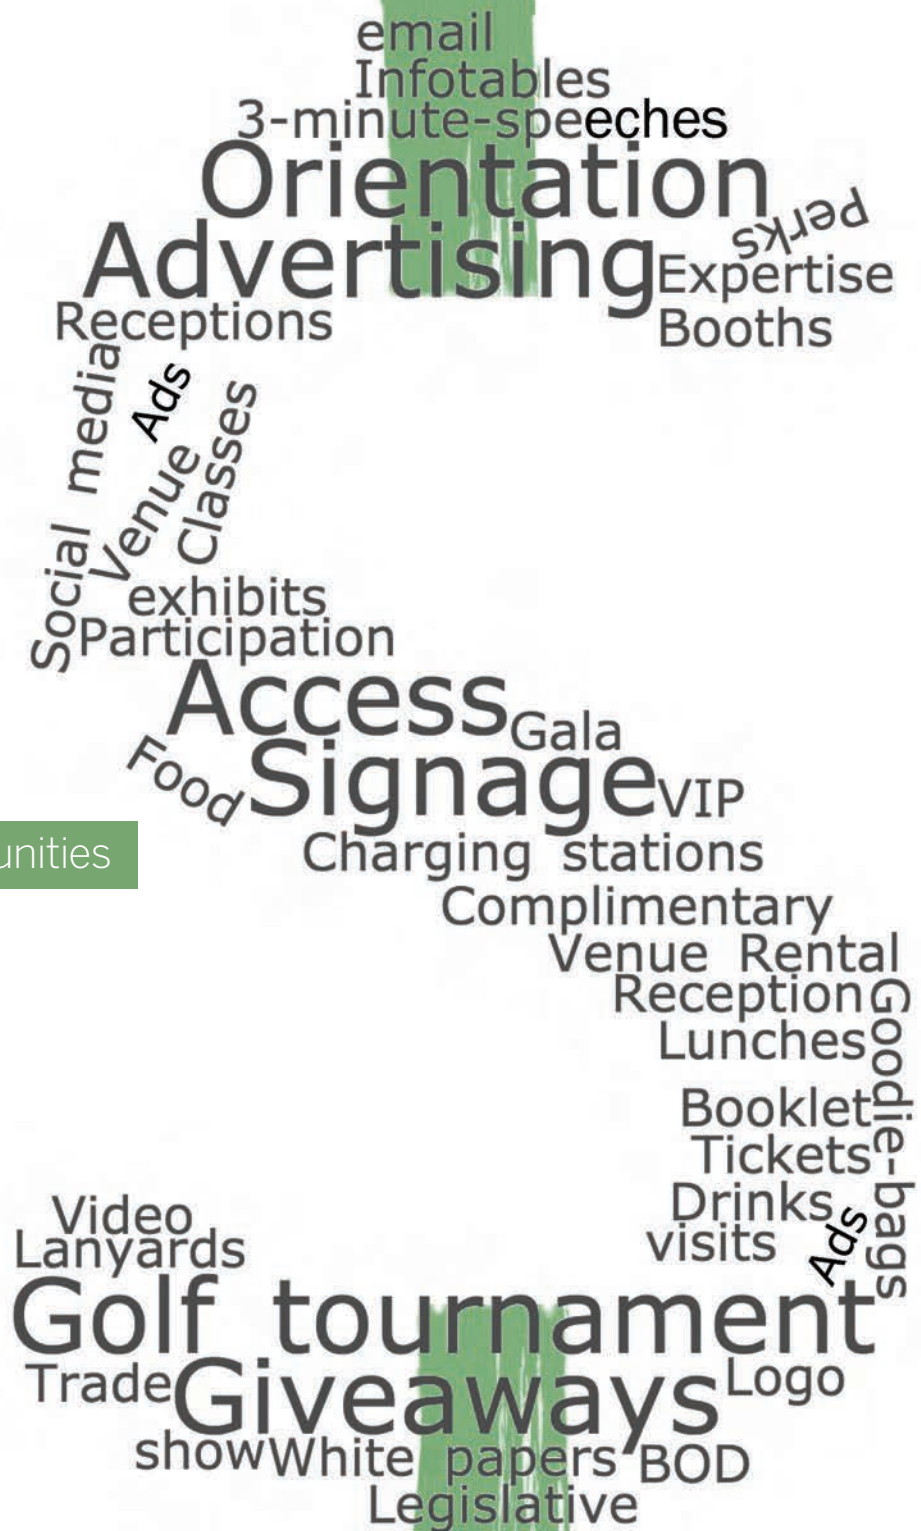 email
Infotables
3-minute-speeches
Orientation
Perks
Advertising
Expertise
Receptions
Booths
Social media
Ads
Venue
Classes
exhibits
Participation
Access
Gala
Food
Signage
VIP
unities
Charging stations
Complimentary
Venue Rental
Reception
Goodie-bags
Lunches
Booklet
Tickets
Drinks
visits
Ads
Video
Lanyards
Golf tournament
Trade
Giveaways
Logo
show
White papers
BOD
Legislative